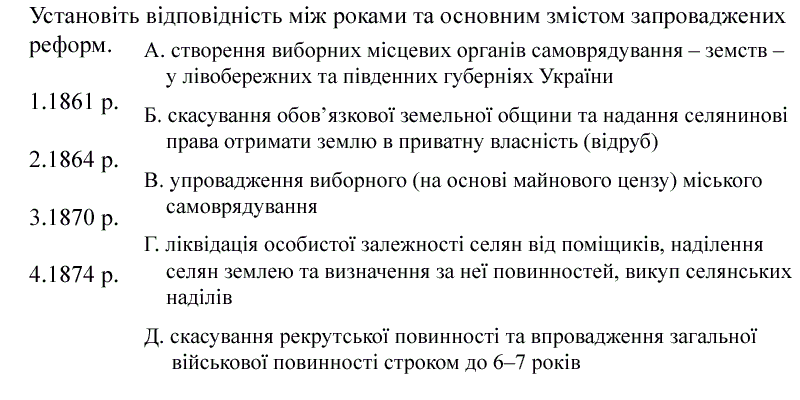 Установіть відповідність між роками та основним змістом запроваджених
реформ.
1.1861 р.
2.1864 р.
3.1870 р.
4.1874 р.
А. створення виборних місцевих органів самоврядування – земств –
у лівобережних та південних губерніях України
Б. скасування обов’язкової земельної общини та надання селянинові
права отримати землю в приватну власність (відруб)
В. упровадження виборного (на основі майнового цензу) міського
самоврядування
Г. ліквідація особистої залежності селян від поміщиків, наділення
селян землею та визначення за неї повинностей, викуп селянських
наділів
Д. скасування рекрутської повинності та впровадження загальної
військової повинності строком до 6–7 років